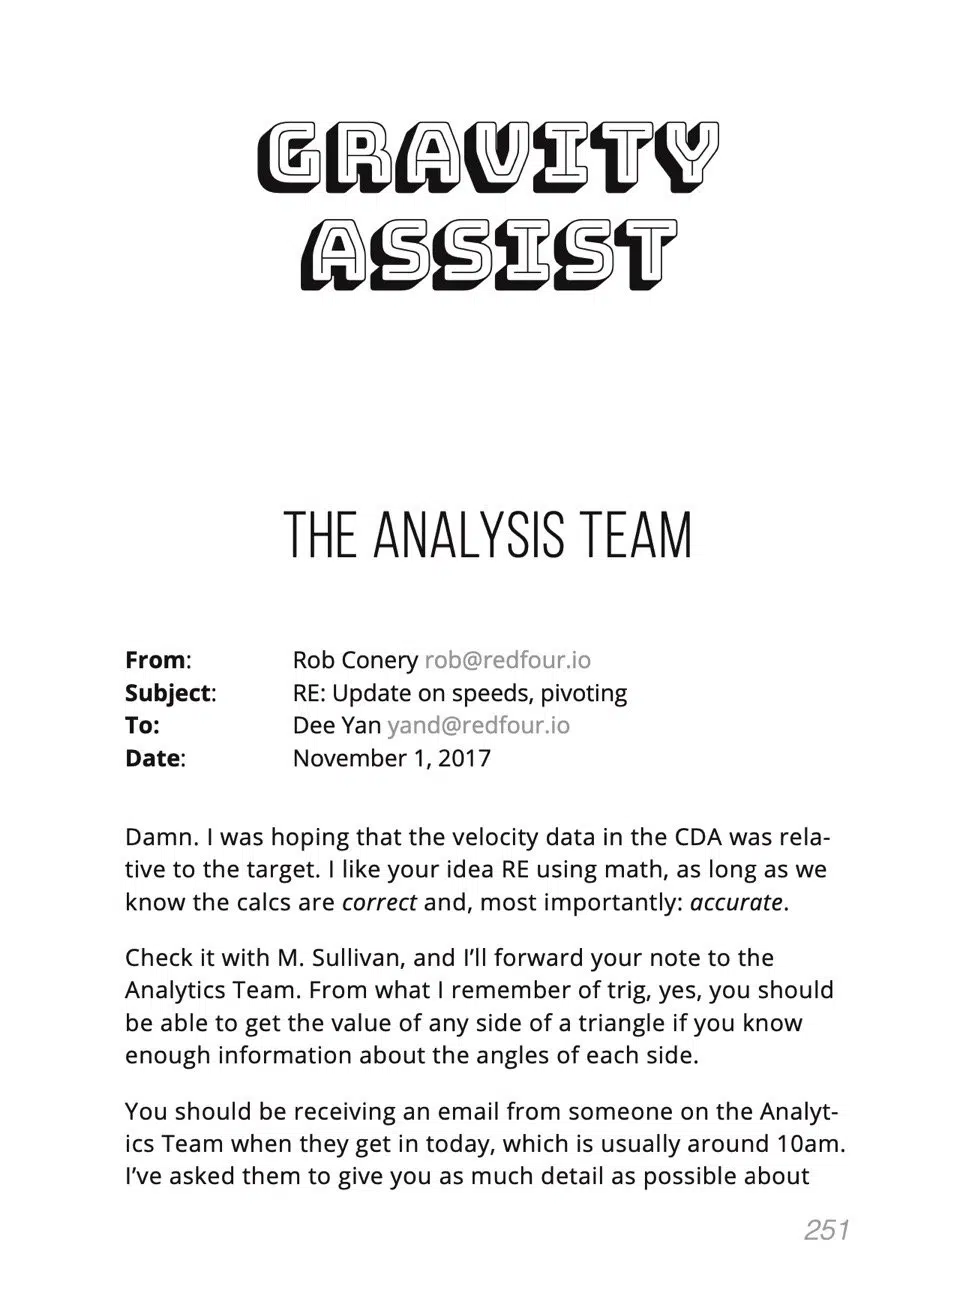 GRAVITY
ASSIST
THE ANALYSIS TEAM
From: Rob Conery rob@redfour.io
Subject: RE: Update on speeds, pivoting
To: Dee Yan yand@redfour.io
Date: November 1, 2017
Damn. I was hoping that the velocity data in the CDA was rela-
tive to the target. I like your idea RE using math, as long as we
know the calcs are correct and, most importantly: accurate.
Check it with M. Sullivan, and I’ll forward your note to the
Analytics Team. From what I remember of trig, yes, you should
be able to get the value of any side of a triangle if you know
enough information about the angles of each side.
You should be receiving an email from someone on the Analyt-
ics Team when they get in today, which is usually around 10am.
I’ve asked them to give you as much detail as possible about
251